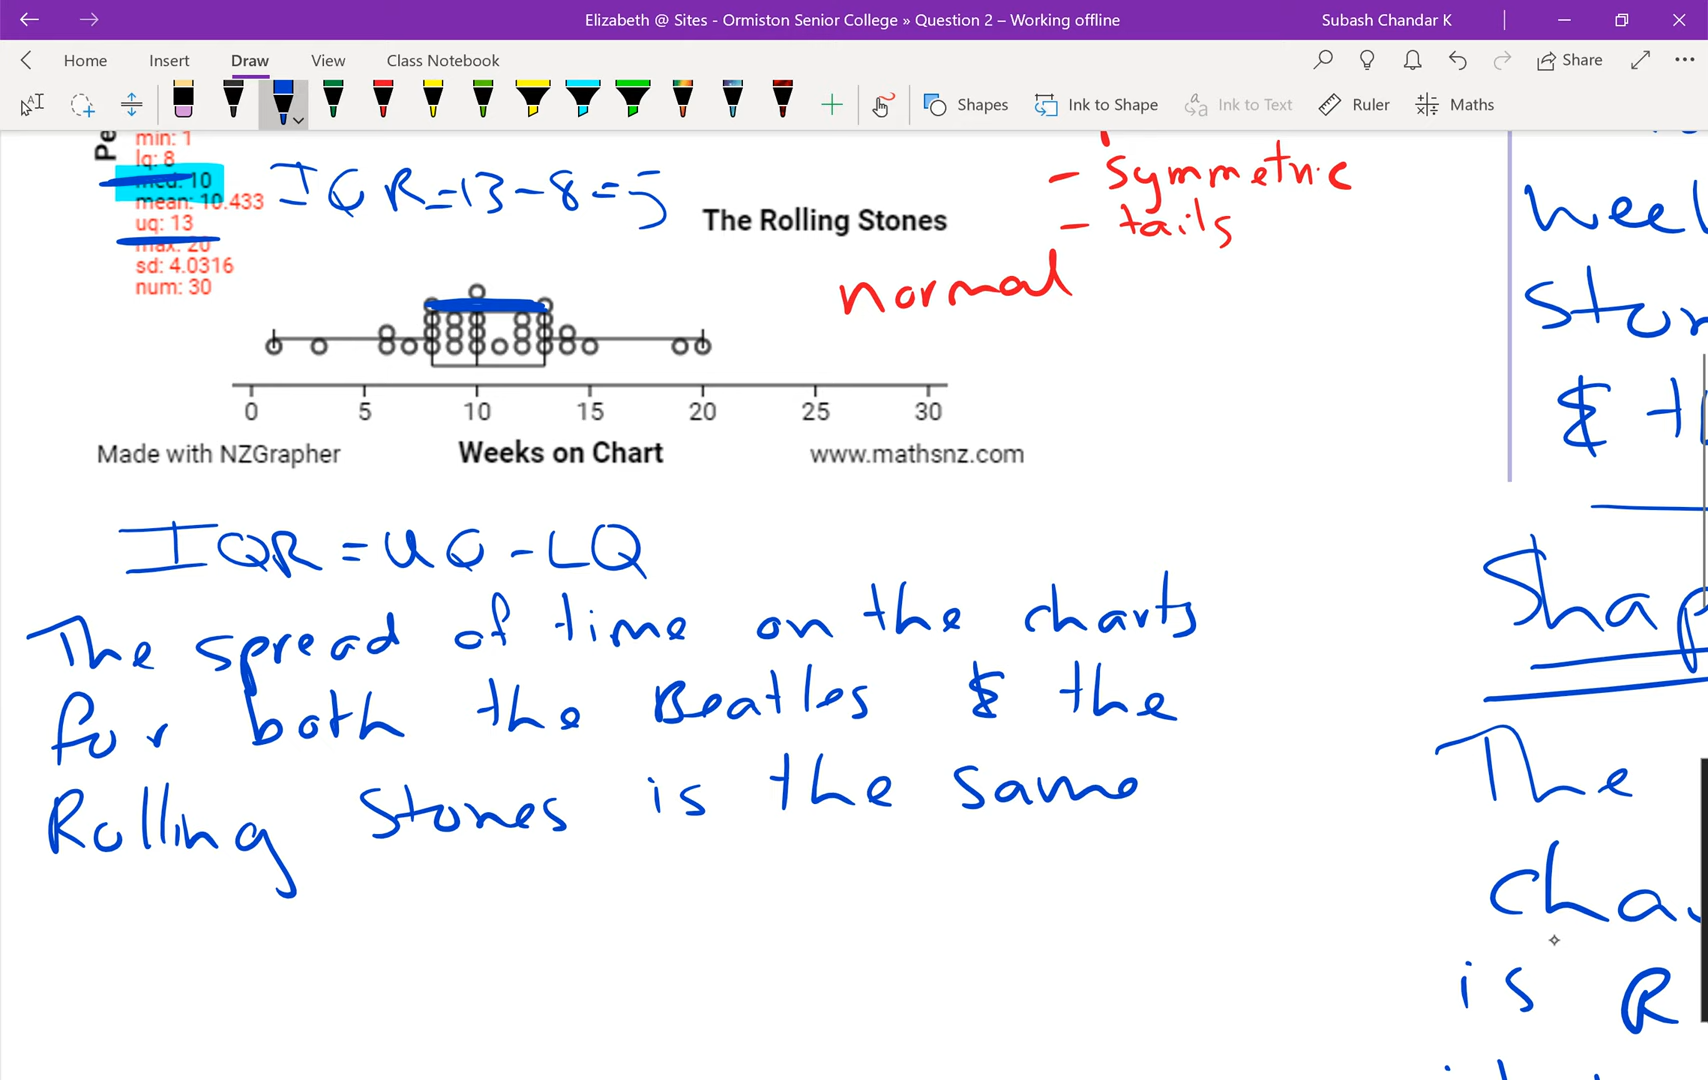 Elizabeth @ Sites - Ormiston Senior College » Question 2 – Working offline
Subash Chandar K
Home
Insert
Draw
View
Class Notebook
Share
Shapes
Ink to Shape
Ink to Text
Ruler
Maths
Pe
min: 1
lq: 8
med: 10
mean: 10.433
uq: 13
max: 20
sd: 4.0316
num: 30
IQR=13-8=5
The Rolling Stones
- symmetric
- tails
normal
0 5 10 15 20 25 30
Made with NZGrapher
Weeks on Chart
www.mathsnz.com
IQR = UQ - LQ
The spread of time on the charts
for both the Beatles & the
Rolling Stones is the same
&
The
is R